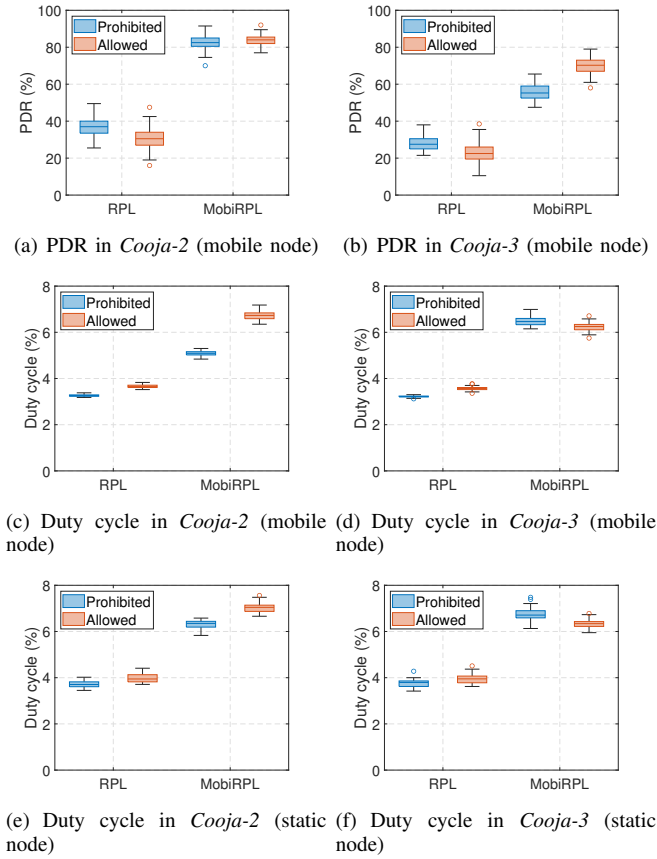 100
80
60
40
20
0
PDR (%)
Prohibited
Allowed
RPL
MobiRPL
(a) PDR in Cooja-2 (mobile node)
100
80
60
40
20
0
PDR (%)
Prohibited
Allowed
RPL
MobiRPL
(b) PDR in Cooja-3 (mobile node)
8
6
4
2
0
Duty cycle (%)
Prohibited
Allowed
RPL
MobiRPL
(c) Duty cycle in Cooja-2 (mobile
node)
8
6
4
2
0
Duty cycle (%)
Prohibited
Allowed
RPL
MobiRPL
(d) Duty cycle in Cooja-3 (mobile
node)
8
6
4
2
0
Duty cycle (%)
Prohibited
Allowed
RPL
MobiRPL
(e) Duty cycle in Cooja-2 (static
node)
8
6
4
2
0
Duty cycle (%)
Prohibited
Allowed
RPL
MobiRPL
(f) Duty cycle in Cooja-3 (static
node)